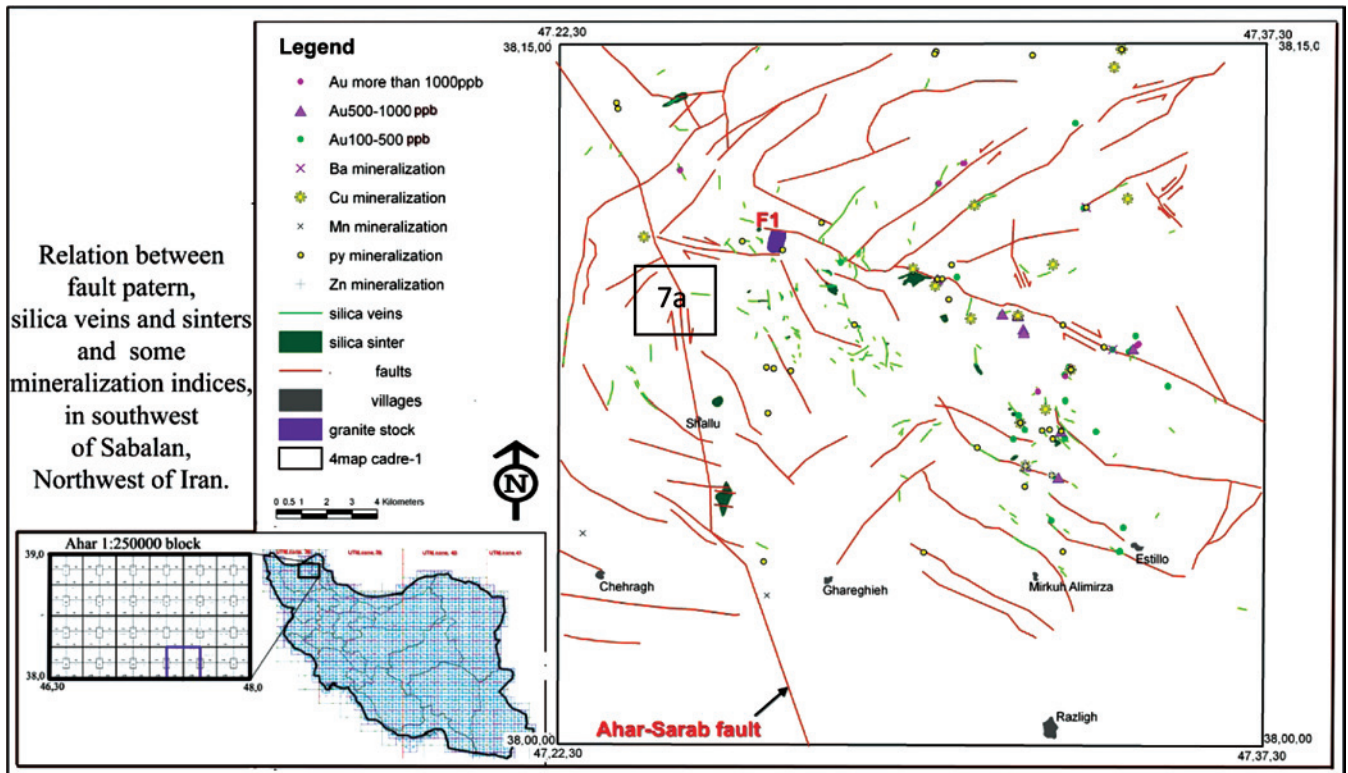 Relation between
fault patern,
silica veins and sinters
and some
mineralization indices,
in southwest
of Sabalan,
Northwest of Iran.
Legend
Au more than 1000ppb
Au500-1000 ppb
Au100-500 ppb
Ba mineralization
Cu mineralization
Mn mineralization
py mineralization
Zn mineralization
silica veins
silica sinter
faults
villages
granite stock
4map cadre-1
0 0.5 1 2 3 4 Kilometers
N
47,22,30
38,15,00
47,37,30
38,15,0
F1
7a
Shallu
Chehragh
Ghareghieh
Mirkuh Alimirza
Estillo
Razligh
Ahar-Sarab fault
38,00,00
47,22,30
38,00,00
47,37,30
Ahar 1:250000 block
39,0
38,0
46,30
48,0